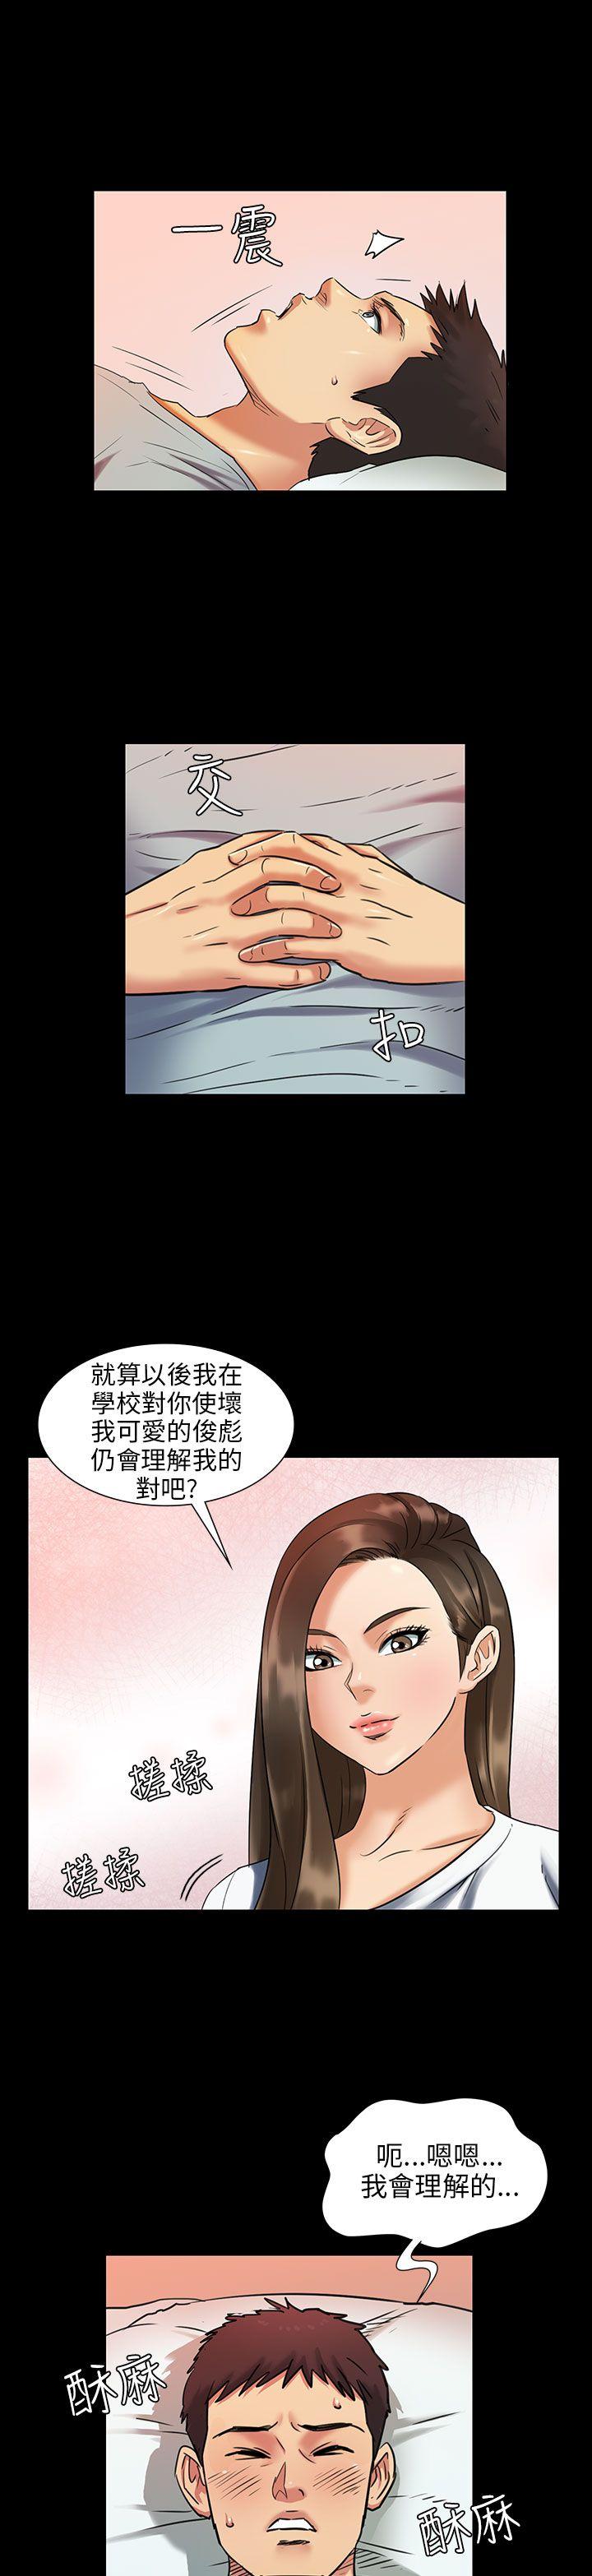 一震
交
扣
就算以後我在
學校對你使壞
我可愛的俊彪
仍會理解我的
對吧?
搓揉
搓揉
呃...嗯嗯...
我會理解的...
酥麻
酥麻